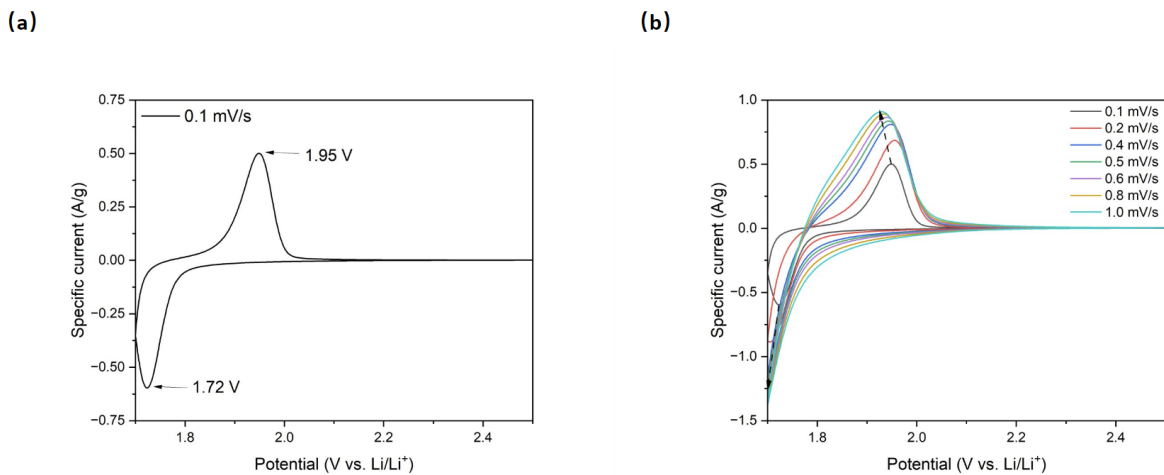 (a)
(b)
0.75
0.50
0.25
0.00
−0.25
−0.50
−0.75
Specific current (A/g)
0.1 mV/s
1.95 V
1.72 V
1.8
2.0
2.2
2.4
Potential (V vs. Li/Li⁺)
1.0
0.5
0.0
−0.5
−1.0
−1.5
Specific current (A/g)
0.1 mV/s
0.2 mV/s
0.4 mV/s
0.5 mV/s
0.6 mV/s
0.8 mV/s
1.0 mV/s
1.8
2.0
2.2
2.4
Potential (V vs. Li/Li⁺)